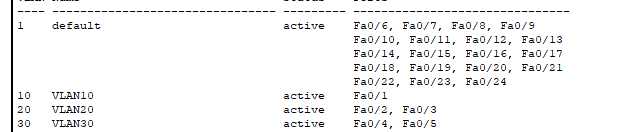 ---- -------------------------------- --------- -------------------------------
1    default                          active    Fa0/6, Fa0/7, Fa0/8, Fa0/9
                                                Fa0/10, Fa0/11, Fa0/12, Fa0/13
                                                Fa0/14, Fa0/15, Fa0/16, Fa0/17
                                                Fa0/18, Fa0/19, Fa0/20, Fa0/21
                                                Fa0/22, Fa0/23, Fa0/24
10   VLAN10                           active    Fa0/1
20   VLAN20                           active    Fa0/2, Fa0/3
30   VLAN30                           active    Fa0/4, Fa0/5